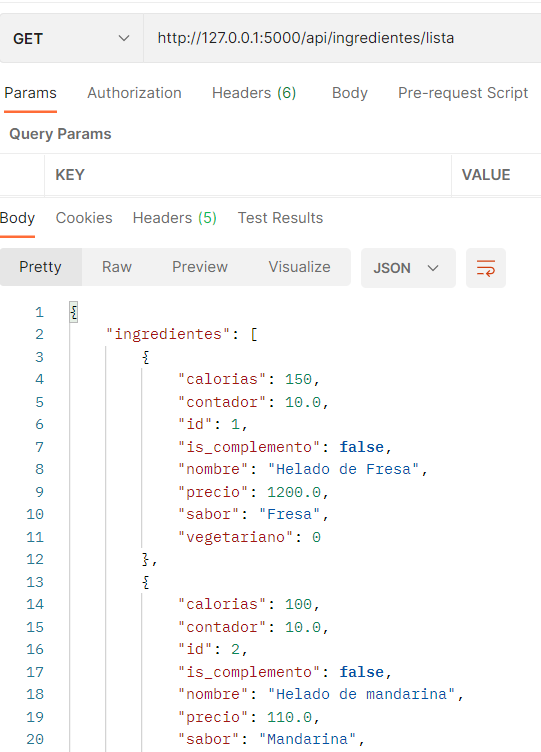 GET http://127.0.0.1:5000/api/ingredientes/lista
Params Authorization Headers (6) Body Pre-request Script
Query Params
KEY VALUE
Body Cookies Headers (5) Test Results
Pretty Raw Preview Visualize JSON
1 {
2 "ingredientes": [
3 {
4 "calorias": 150,
5 "contador": 10.0,
6 "id": 1,
7 "is_complemento": false,
8 "nombre": "Helado de Fresa",
9 "precio": 1200.0,
10 "sabor": "Fresa",
11 "vegetariano": 0
12 },
13 {
14 "calorias": 100,
15 "contador": 10.0,
16 "id": 2,
17 "is_complemento": false,
18 "nombre": "Helado de mandarina",
19 "precio": 110.0,
20 "sabor": "Mandarina",